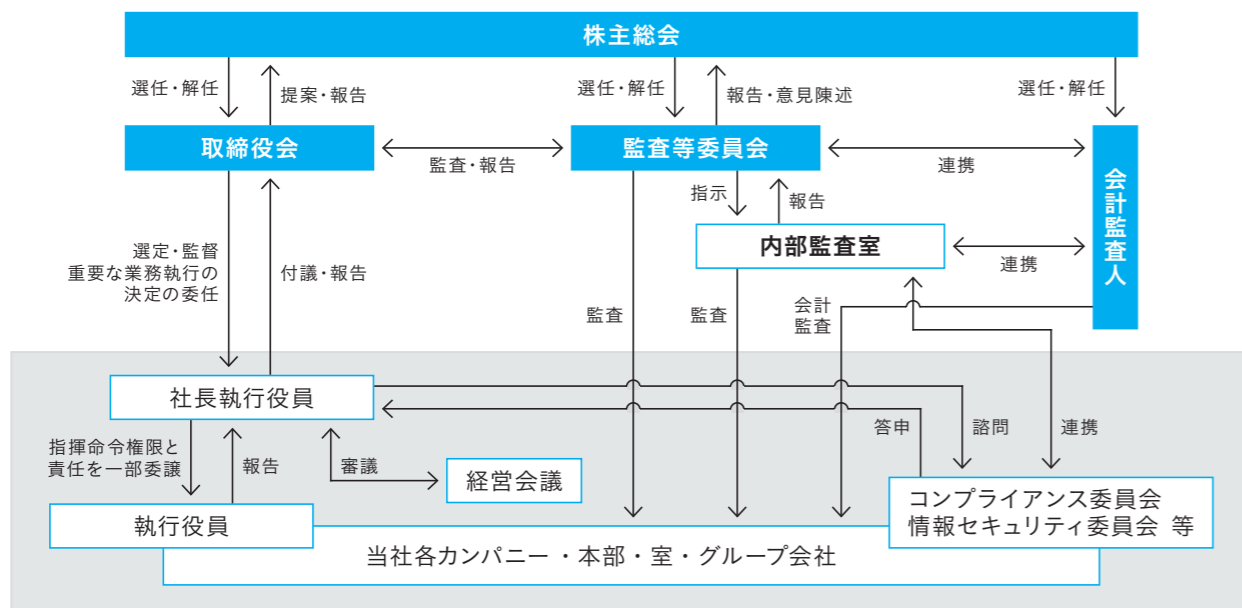 株主総会
選任・解任
提案・報告
選任・解任
報告・意見陳述
選任・解任
取締役会
監査・報告
監査等委員会
連携
会計監査人
指示
報告
内部監査室
連携
選定・監督
重要な業務執行の
決定の委任
付議・報告
監査
監査
会計
監査
社長執行役員
答申
諮問
連携
指揮命令権限と
責任を一部委譲
報告
審議
経営会議
コンプライアンス委員会
情報セキュリティ委員会 等
執行役員
当社各カンパニー・本部・室・グループ会社